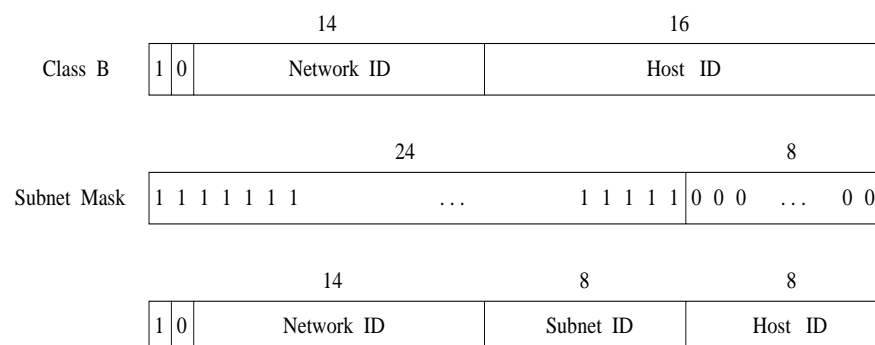 14 16
Class B 1 0 Network ID Host ID
24 8
Subnet Mask 1 1 1 1 1 1 1 ... 1 1 1 1 1 0 0 0 ... 0 0
14 8 8
1 0 Network ID Subnet ID Host ID